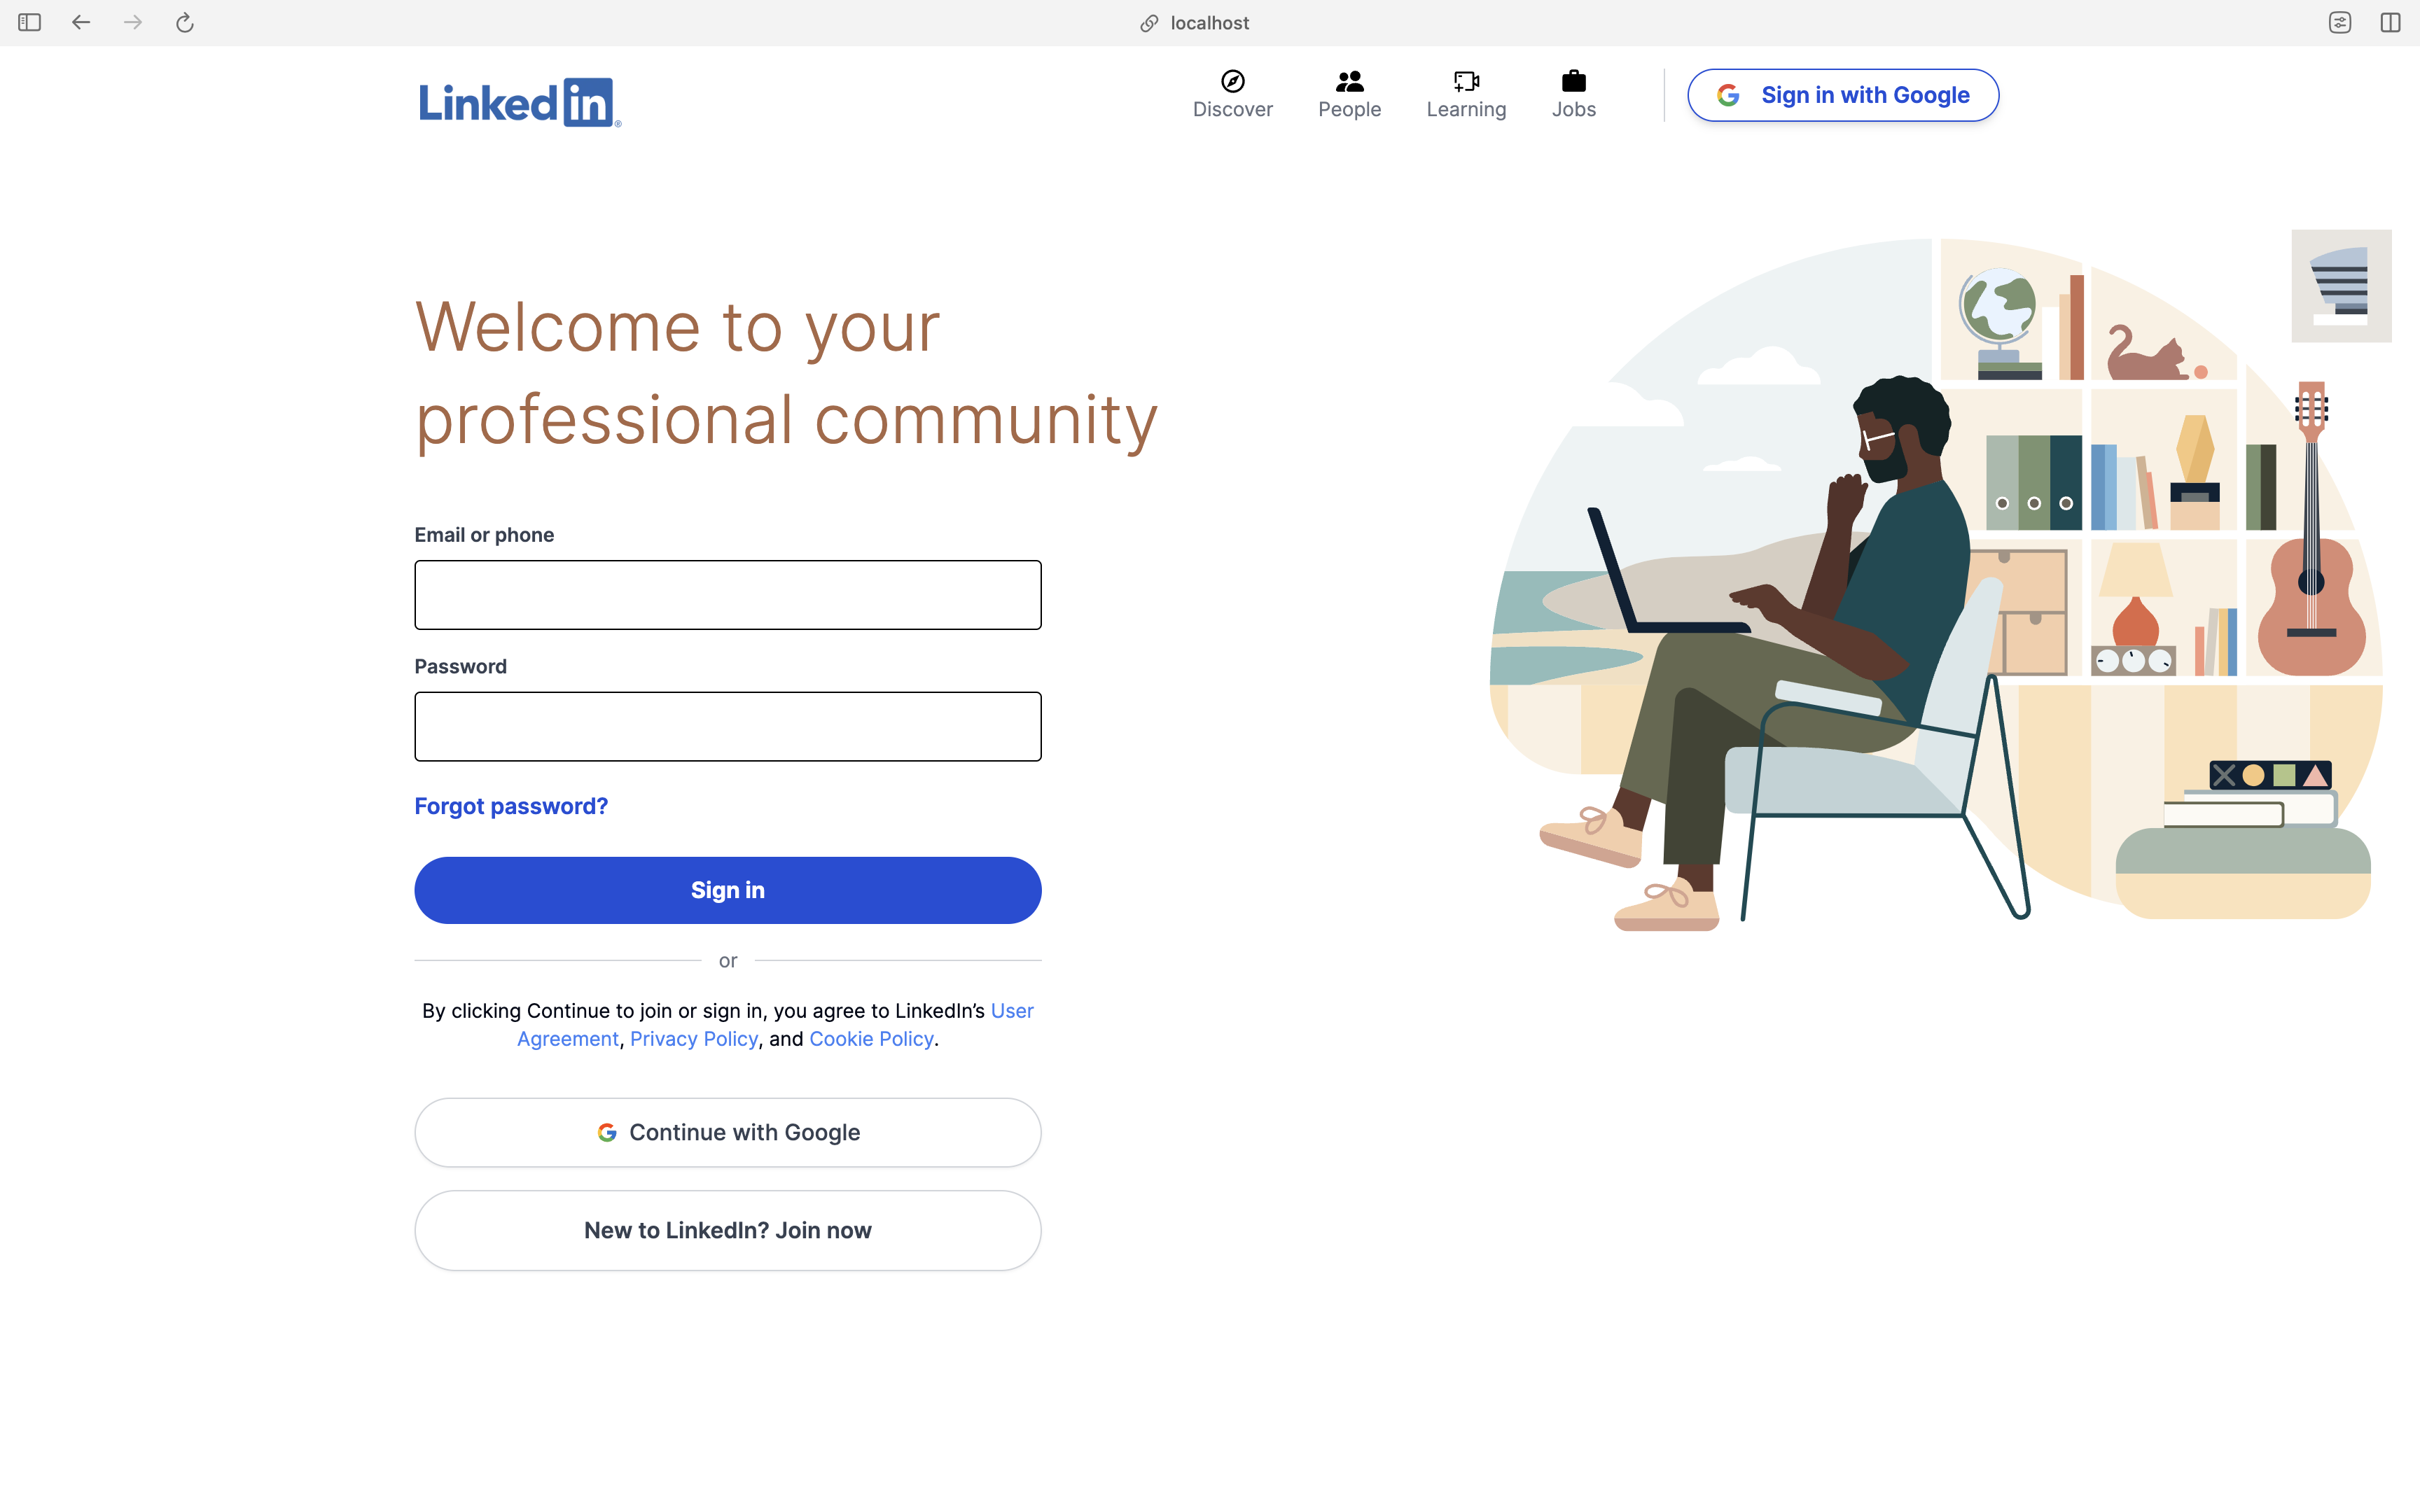 localhost
Linked in ®
Discover
People
Learning
Jobs
Sign in with Google
Welcome to your
professional community
Email or phone
Password
Forgot password?
Sign in
or
By clicking Continue to join or sign in, you agree to LinkedIn’s User
Agreement, Privacy Policy, and Cookie Policy.
Continue with Google
New to LinkedIn? Join now